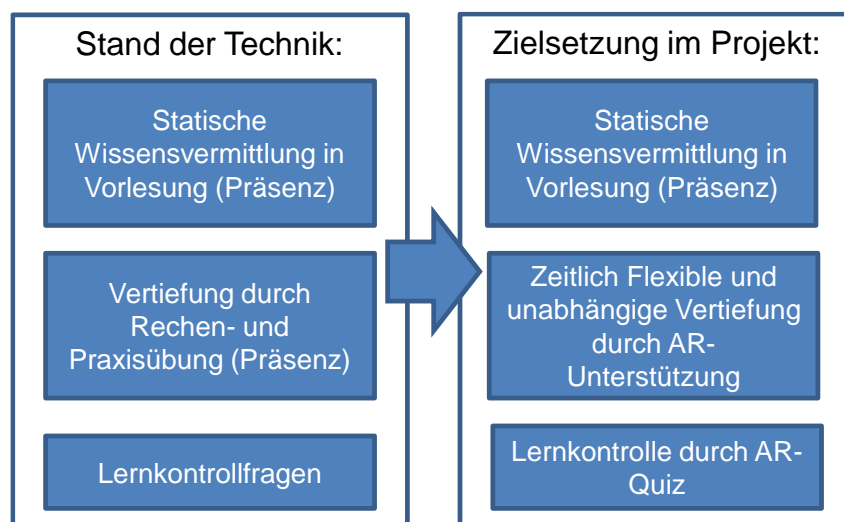 Stand der Technik:
Statische
Wissensvermittlung in
Vorlesung (Präsenz)
Vertiefung durch
Rechen- und
Praxisübung (Präsenz)
Lernkontrollfragen
Zielsetzung im Projekt:
Statische
Wissensvermittlung in
Vorlesung (Präsenz)
Zeitlich Flexible und
unabhängige Vertiefung
durch AR-
Unterstützung
Lernkontrolle durch AR-
Quiz